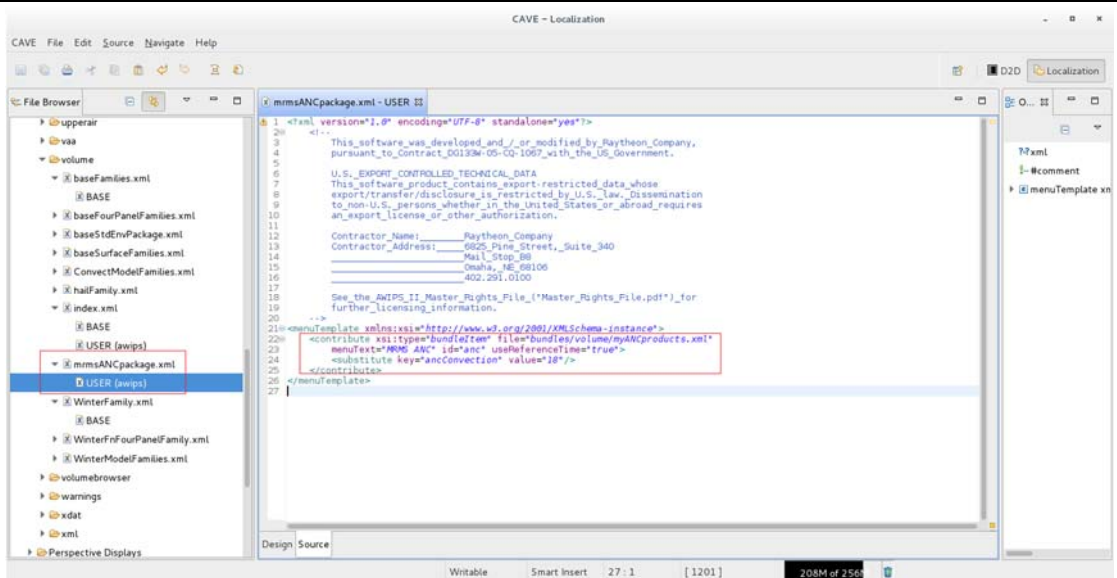 CAVE - Localization
CAVE File Edit Source Navigate Help
D2D Localization
File Browser
upperair
vaa
volume
baseFamilies.xml
BASE
baseFourPanelFamilies.xml
baseStdEnvPackage.xml
baseSurfaceFamilies.xml
ConvectModelFamilies.xml
hailFamily.xml
index.xml
BASE
USER (awips)
mrmsANCpackage.xml
USER (awips)
WinterFamily.xml
BASE
WinterFnFourPanelFamily.xml
WinterModelFamilies.xml
volumebrowser
warnings
xdat
xml
Perspective Displays
mrmsANCpackage.xml - USER
1 <?xml version="1.0" encoding="UTF-8" standalone="yes"?>
2 <!--
3 This_software_was_developed_and_/_or_modified_by_Raytheon_Company,
4 pursuant_to_Contract_DG133W-05-CQ-1067_with_the_US_Government.
5
6 U.S._EXPORT_CONTROLLED_TECHNICAL_DATA
7 This_software_product_contains_export-restricted_data_whose
8 export/transfer/disclosure_is_restricted_by_U.S._law._Dissemination
9 to_non-U.S._persons_whether_in_the_United_States_or_abroad_requires
10 an_export_license_or_other_authorization.
11
12 Contractor_Name:________Raytheon_Company
13 Contractor_Address:_____6825_Pine_Street,_Suite_340
14 ________________________Mail_Stop_B8
15 ________________________Omaha,_NE_68106
16 ________________________402.291.0100
17
18 See_the_AWIPS_II_Master_Rights_File_("Master_Rights_File.pdf")_for
19 further_licensing_information.
20 -->
21 <menuTemplate xmlns:xsi="http://www.w3.org/2001/XMLSchema-instance">
22 <contribute xsi:type="bundleItem" file="bundles/volume/myANCproducts.xml"
23 menuText="MRMS ANC" id="anc" useReferenceTime="true">
24 <substitute key="ancConvection" value="18"/>
25 </contribute>
26 </menuTemplate>
27
Design Source
O...
?=?xml
#comment
menuTemplate xn
Writable Smart Insert 27 : 1 [ 1201 ] 208M of 256M